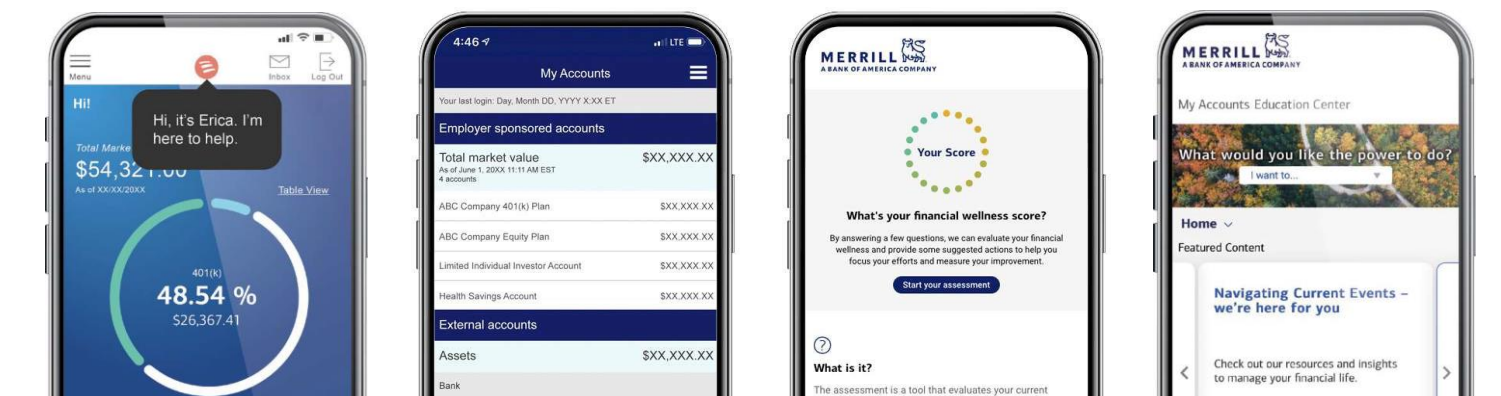 Menu
Inbox
Log Out
Hi!
Hi, it's Erica. I'm
here to help.
Total Marke
$54,321.00
As of XX/XX/20XX
Table View
401(k)
48.54 %
$26,367.41
4:46
LTE
My Accounts
Your last login: Day, Month DD, YYYY X:XX ET
Employer sponsored accounts
Total market value $XX,XXX.XX
As of June 1, 20XX 11:11 AM EST
4 accounts
ABC Company 401(k) Plan $XX,XXX.XX
ABC Company Equity Plan $XX,XXX.XX
Limited Individual Investor Account $XX,XXX.XX
Health Savings Account $XX,XXX.XX
External accounts
Assets $XX,XXX.XX
Bank
MERRILL
A BANK OF AMERICA COMPANY
Your Score
What's your financial wellness score?
By answering a few questions, we can evaluate your financial
wellness and provide some suggested actions to help you
focus your efforts and measure your improvement.
Start your assessment
?
What is it?
The assessment is a tool that evaluates your current
MERRILL
A BANK OF AMERICA COMPANY
My Accounts Education Center
What would you like the power to do?
I want to...
Home
Featured Content
Navigating Current Events –
we're here for you
Check out our resources and insights
to manage your financial life.